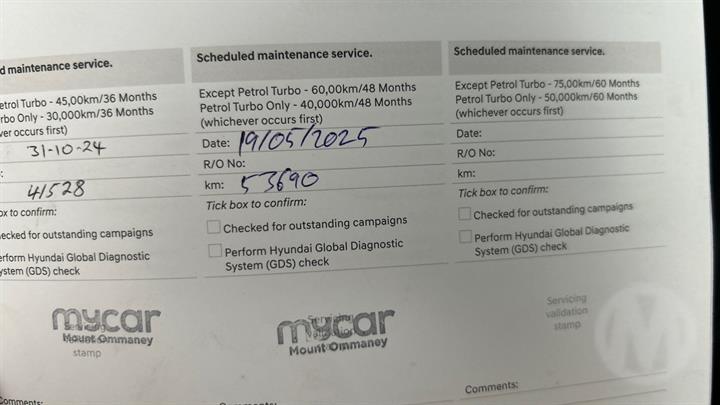 d maintenance service.
etrol Turbo - 45,00km/36 Months
rbo Only - 30,000km/36 Months
ver occurs first)
31-10-24
:
41528
ox to confirm:
ecked for outstanding campaigns
erform Hyundai Global Diagnostic
ystem (GDS) check
mycar
Mount Ommaney
stamp
Comments:
Scheduled maintenance service.
Except Petrol Turbo - 60,00km/48 Months
Petrol Turbo Only - 40,000km/48 Months
(whichever occurs first)
Date: 19/05/2025
R/O No:
km: 53690
Tick box to confirm:
Checked for outstanding campaigns
Perform Hyundai Global Diagnostic
System (GDS) check
Servicing
mycar
Mount Ommaney
Scheduled maintenance service.
Except Petrol Turbo - 75,00km/60 Months
Petrol Turbo Only - 50,000km/60 Months
(whichever occurs first)
Date:
R/O No:
km:
Tick box to confirm:
Checked for outstanding campaigns
Perform Hyundai Global Diagnostic
System (GDS) check
Servicing
validation
stamp
M
Comments: